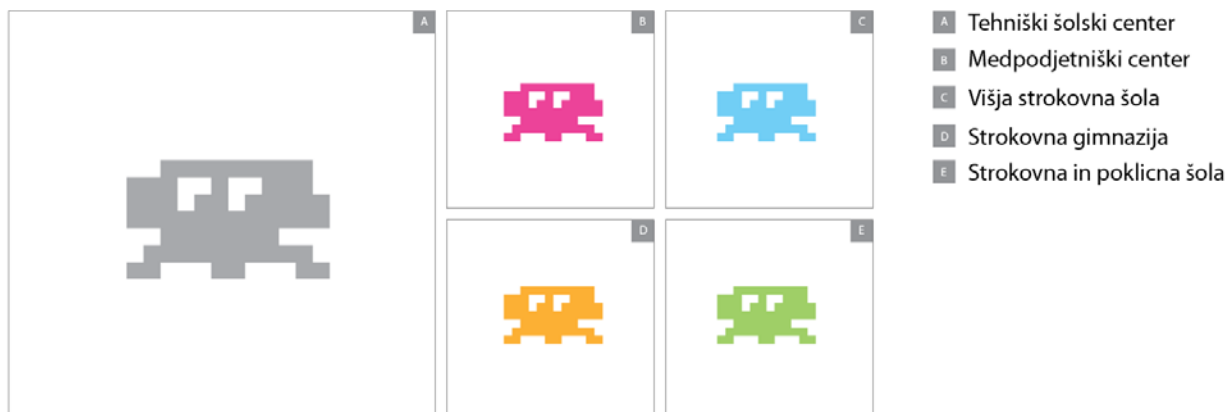 A
B
C
D
E
A Tehniški šolski center
B Medpodjetniški center
C Višja strokovna šola
D Strokovna gimnazija
E Strokovna in poklicna šola